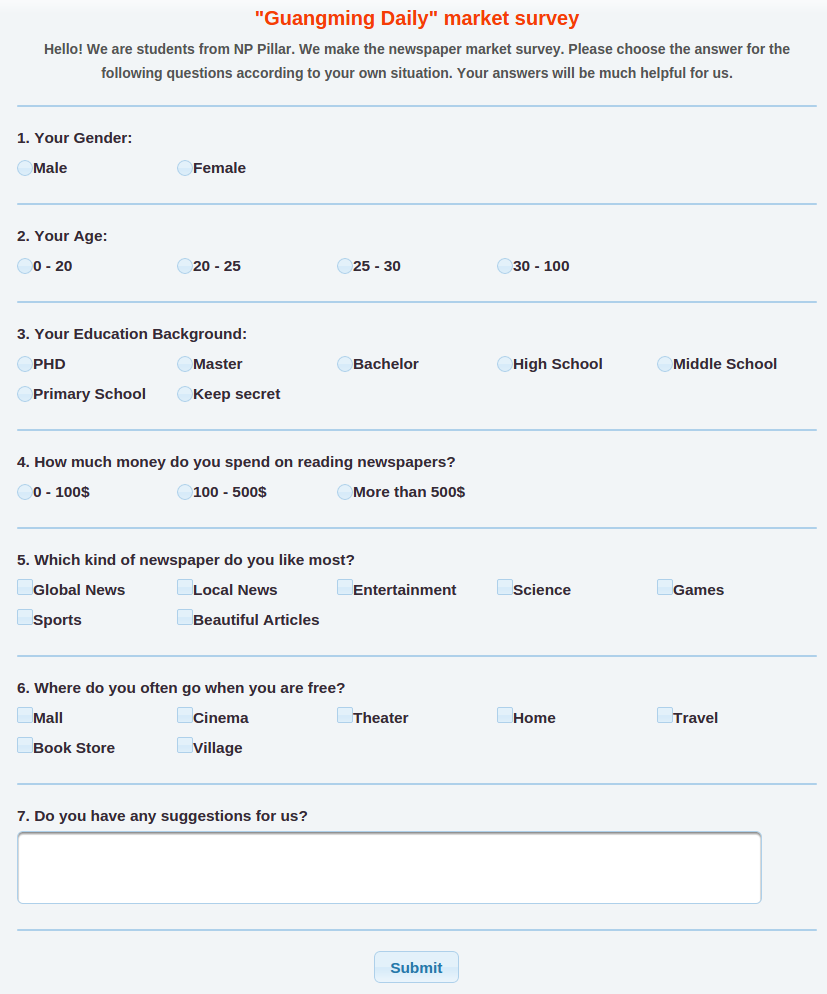 "Guangming Daily" market survey
Hello! We are students from NP Pillar. We make the newspaper market survey. Please choose the answer for the
following questions according to your own situation. Your answers will be much helpful for us.
1. Your Gender:
Male Female
2. Your Age:
0 - 20 20 - 25 25 - 30 30 - 100
3. Your Education Background:
PHD Master Bachelor High School Middle School
Primary School Keep secret
4. How much money do you spend on reading newspapers?
0 - 100$ 100 - 500$ More than 500$
5. Which kind of newspaper do you like most?
Global News Local News Entertainment Science Games
Sports Beautiful Articles
6. Where do you often go when you are free?
Mall Cinema Theater Home Travel
Book Store Village
7. Do you have any suggestions for us?
Submit